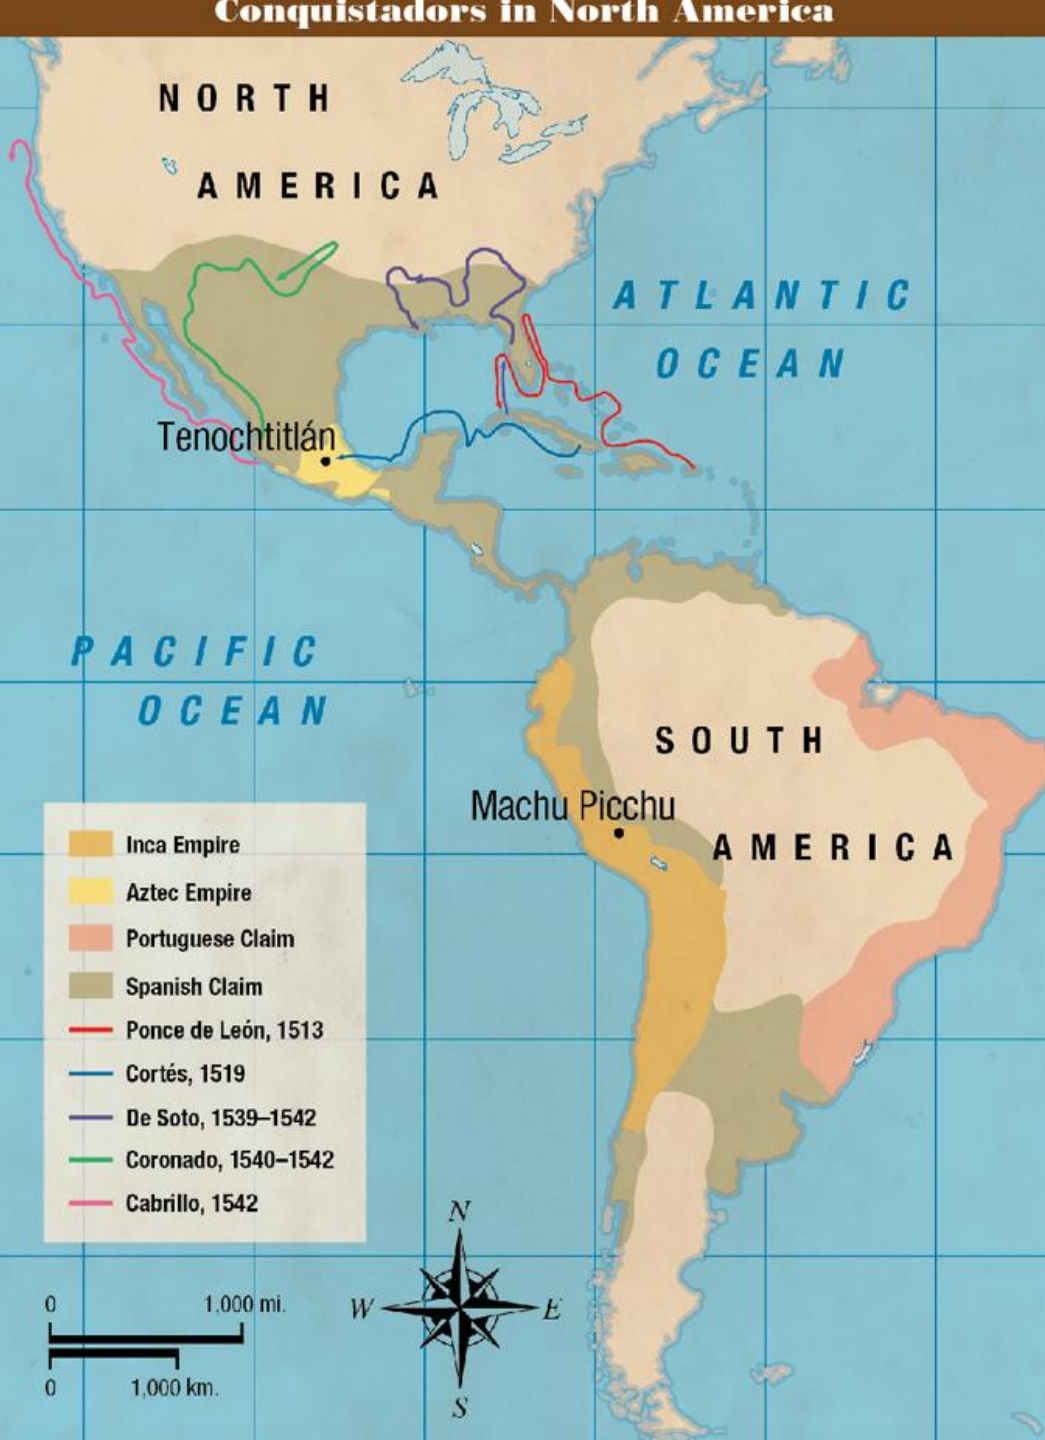 Conquistadors in North America
NORTH
AMERICA
ATLANTIC
OCEAN
Tenochtitlán
PACIFIC
OCEAN
SOUTH
AMERICA
Machu Picchu
Inca Empire
Aztec Empire
Portuguese Claim
Spanish Claim
Ponce de León, 1513
Cortés, 1519
De Soto, 1539–1542
Coronado, 1540–1542
Cabrillo, 1542
0 1,000 mi.
0 1,000 km.
N
W E
S